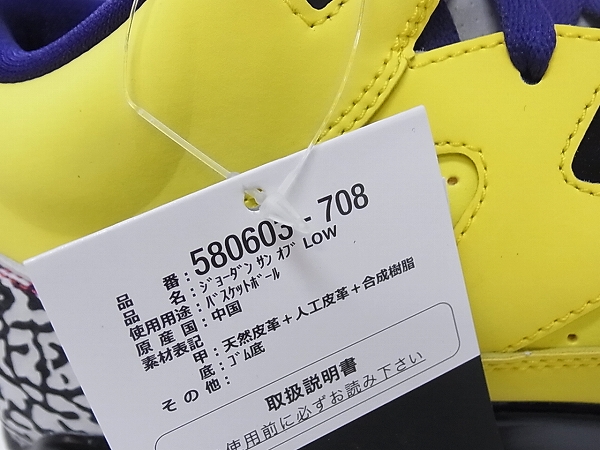 品番：580603-708
品名：ｼﾞｮｰﾀﾞﾝ ｻﾝ ｵﾌﾞ LOW
使用用途：ﾊﾞｽｹｯﾄﾎﾞｰﾙ
原産国：中国
素材表記
甲：天然皮革＋人工皮革＋合成樹脂
底：ｺﾞﾑ底
その他：
取扱説明書
使用前に必ずお読み下さい